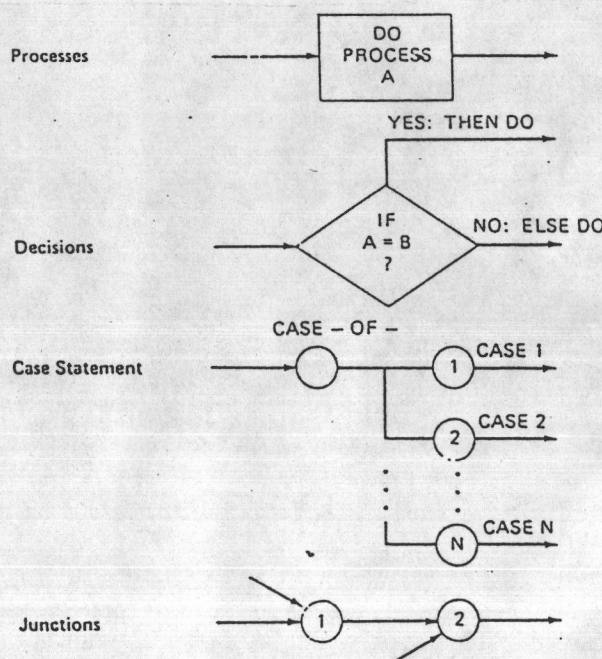 DO
Processes
PROCESS
A
YES: THEN DO
IF
NO: ELSE DO
Decisions
A = B
?
CASE – OF –
CASE 1
Case Statement
1
CASE 2
2
CASE N
N
Junctions
1
2